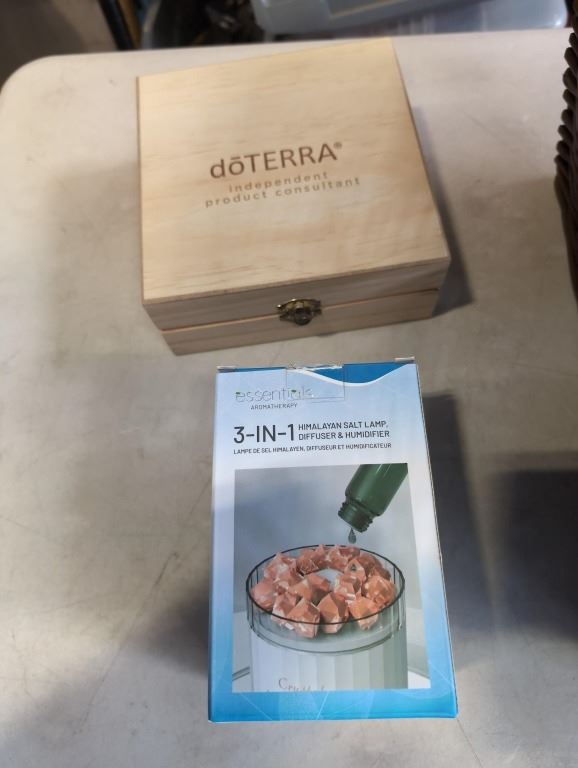 dōTERRA®
independent
product consultant
essentials
AROMATHERAPY
3-IN-1 HIMALAYAN SALT LAMP,
DIFFUSER & HUMIDIFIER
LAMPE DE SEL HIMALAYEN, DIFFUSEUR ET HUMIDIFICATEUR